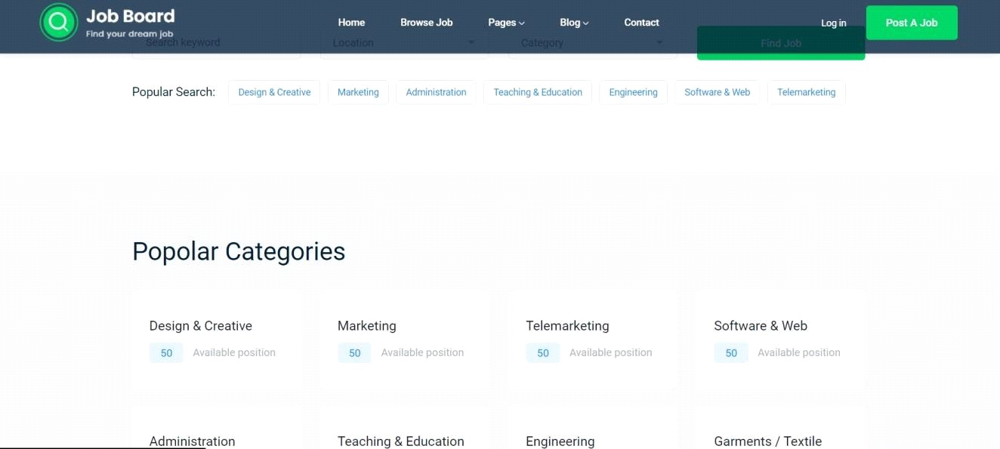 Job Board
Find your dream job
Home Browse Job Pages Blog Contact Log in Post A Job
Search keyword Location Category Find Job
Popular Search: Design & Creative Marketing Administration Teaching & Education Engineering Software & Web Telemarketing
Popolar Categories
Design & Creative Marketing Telemarketing Software & Web
50 Available position 50 Available position 50 Available position 50 Available position
Administration Teaching & Education Engineering Garments / Textile